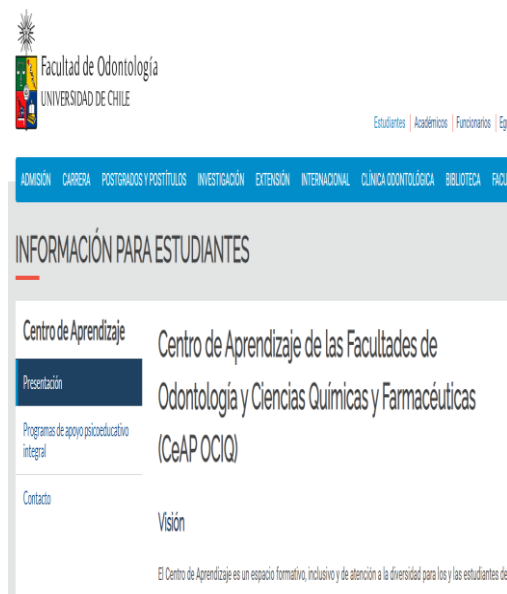 Facultad de Odontología
UNIVERSIDAD DE CHILE
Estudiantes | Académicos | Funcionarios |
ADMISIÓN CARRERA POSTGRADOS Y POSTÍTULOS INVESTIGACIÓN EXTENSIÓN INTERNACIONAL CLÍNICA ODONTOLÓGICA BIBLIOTECA
INFORMACIÓN PARA ESTUDIANTES
Centro de Aprendizaje
Presentación
Programas de apoyo psicoeducativo
integral
Contacto
Centro de Aprendizaje de las Facultades de
Odontología y Ciencias Químicas y Farmacéuticas
(CeAP OCIQ)
Visión
El Centro de Aprendizaje es un espacio formativo, inclusivo y de atención a la diversidad para los y las estudiantes de